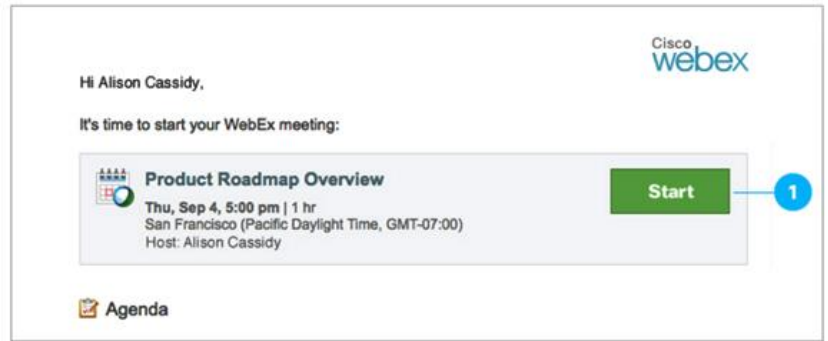 Cisco
webex
Hi Alison Cassidy,
It's time to start your WebEx meeting:
Product Roadmap Overview
Start
1
Thu, Sep 4, 5:00 pm | 1 hr
San Francisco (Pacific Daylight Time, GMT-07:00)
Host: Alison Cassidy
Agenda